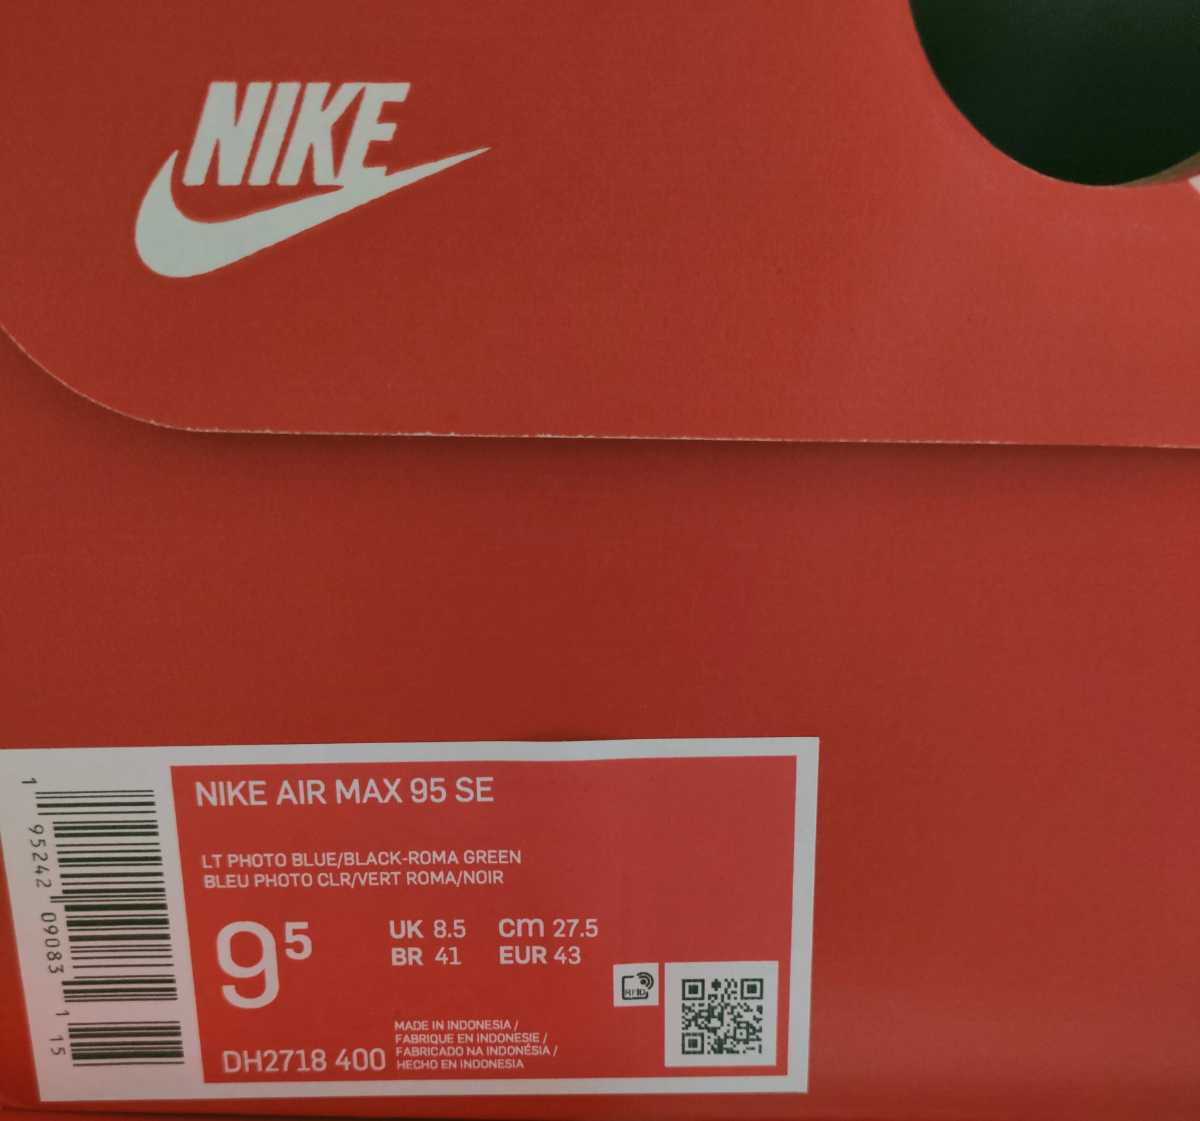 NIKE
NIKE AIR MAX 95 SE
LT PHOTO BLUE/BLACK-ROMA GREEN
BLEU PHOTO CLR/VERT ROMA/NOIR
9⁵
UK 8.5 cm 27.5
BR 41 EUR 43
RFID
MADE IN INDONESIA /
FABRIQUE EN INDONESIE /
FABRICADO NA INDONÉSIA /
HECHO EN INDONESIA
DH2718 400
1 95242 09083 1 15